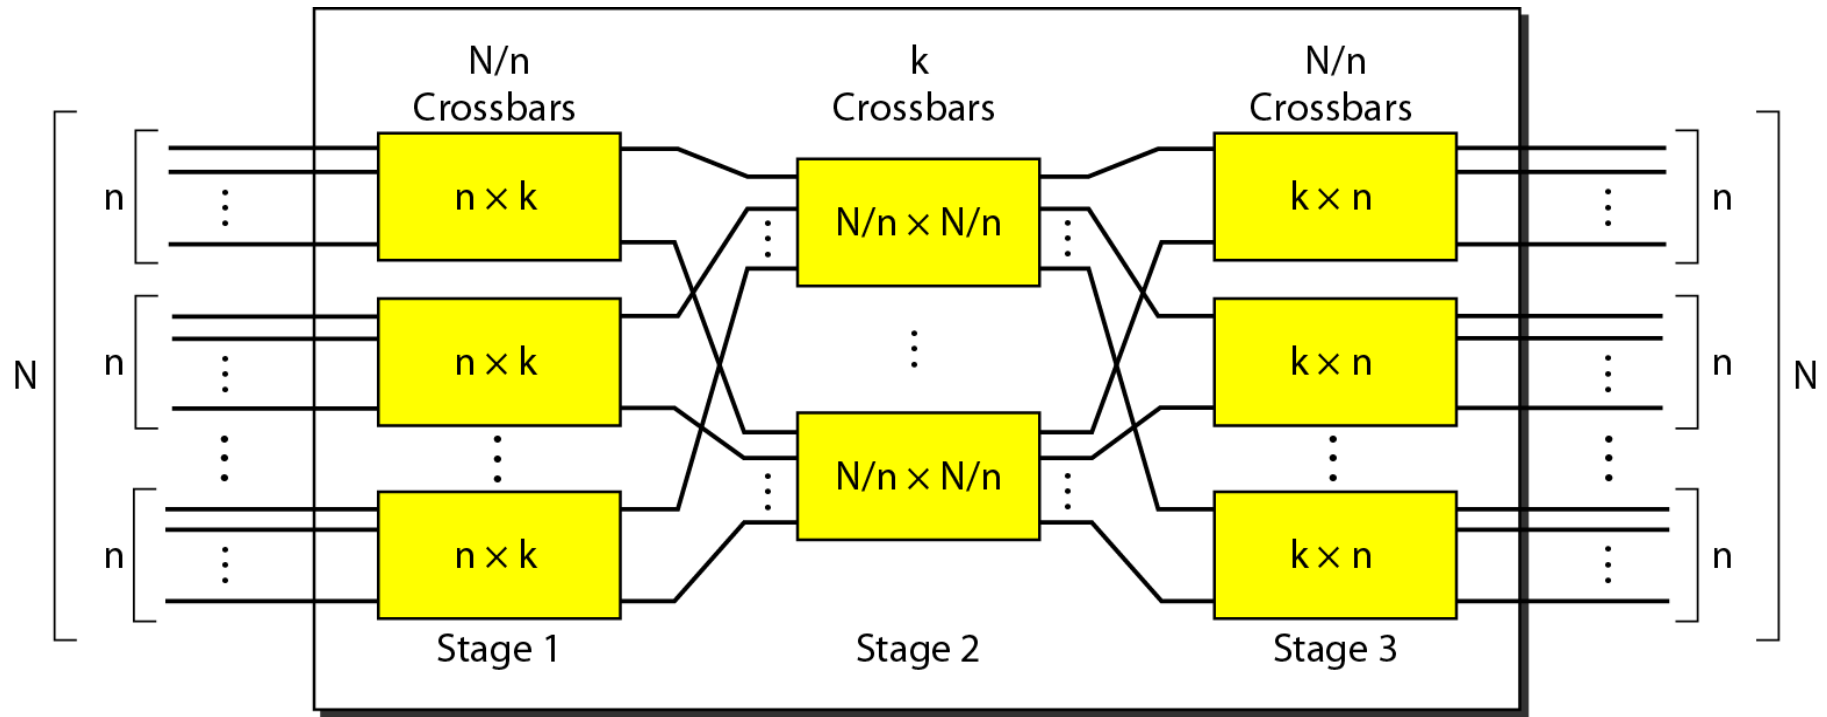 N/n
Crossbars
k
Crossbars
N/n
Crossbars
n
n × k
N/n × N/n
k × n
n
N
n
n × k
k × n
n
N
N/n × N/n
n
n × k
k × n
n
Stage 1
Stage 2
Stage 3